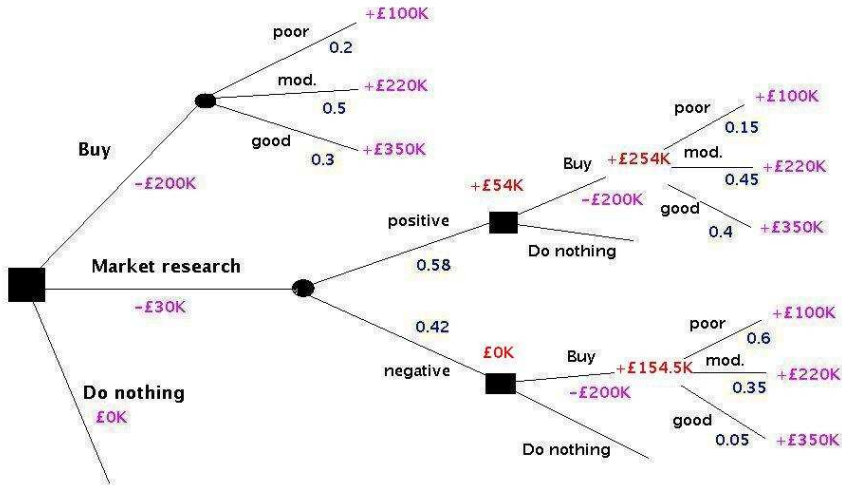 poor
0.2
+£100K
mod.
0.5
+£220K
good
0.3
+£350K
Buy
-£200K
Market research
-£30K
Do nothing
£0K
positive
0.58
+£54K
Buy
-£200K
+£254K
poor
0.15
+£100K
mod.
0.45
+£220K
good
0.4
+£350K
Do nothing
0.42
negative
£0K
Buy
-£200K
+£154.5K
poor
0.6
+£100K
mod.
0.35
+£220K
good
0.05
+£350K
Do nothing